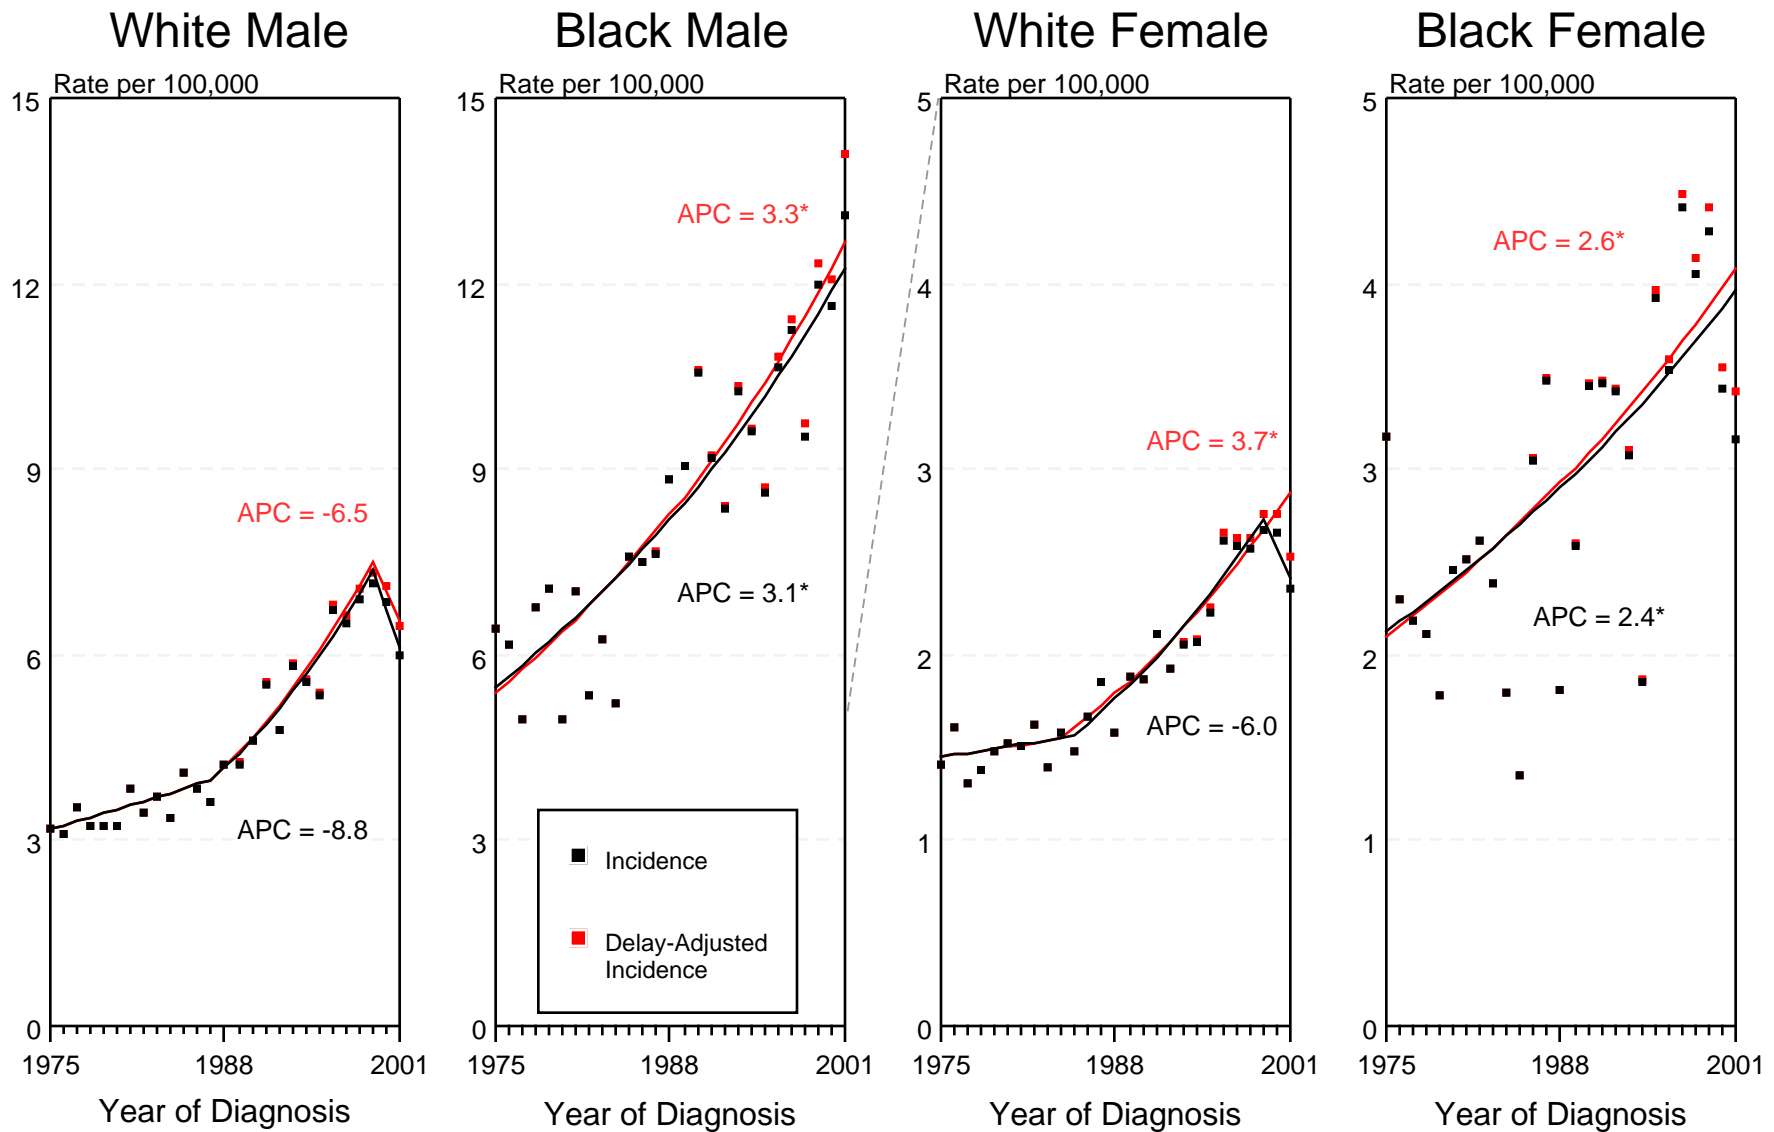 White Male
Rate per 100,000
15
12
9
6
3
0
APC = -6.5
APC = -8.8
1975
1988
2001
Year of Diagnosis
Black Male
Rate per 100,000
15
12
9
6
3
0
APC = 3.3*
APC = 3.1*
Incidence
Delay-Adjusted
Incidence
1975
1988
2001
Year of Diagnosis
White Female
Rate per 100,000
5
4
3
2
1
0
APC = 3.7*
APC = -6.0
1975
1988
2001
Year of Diagnosis
Black Female
Rate per 100,000
5
4
3
2
1
0
APC = 2.6*
APC = 2.4*
1975
1988
2001
Year of Diagnosis